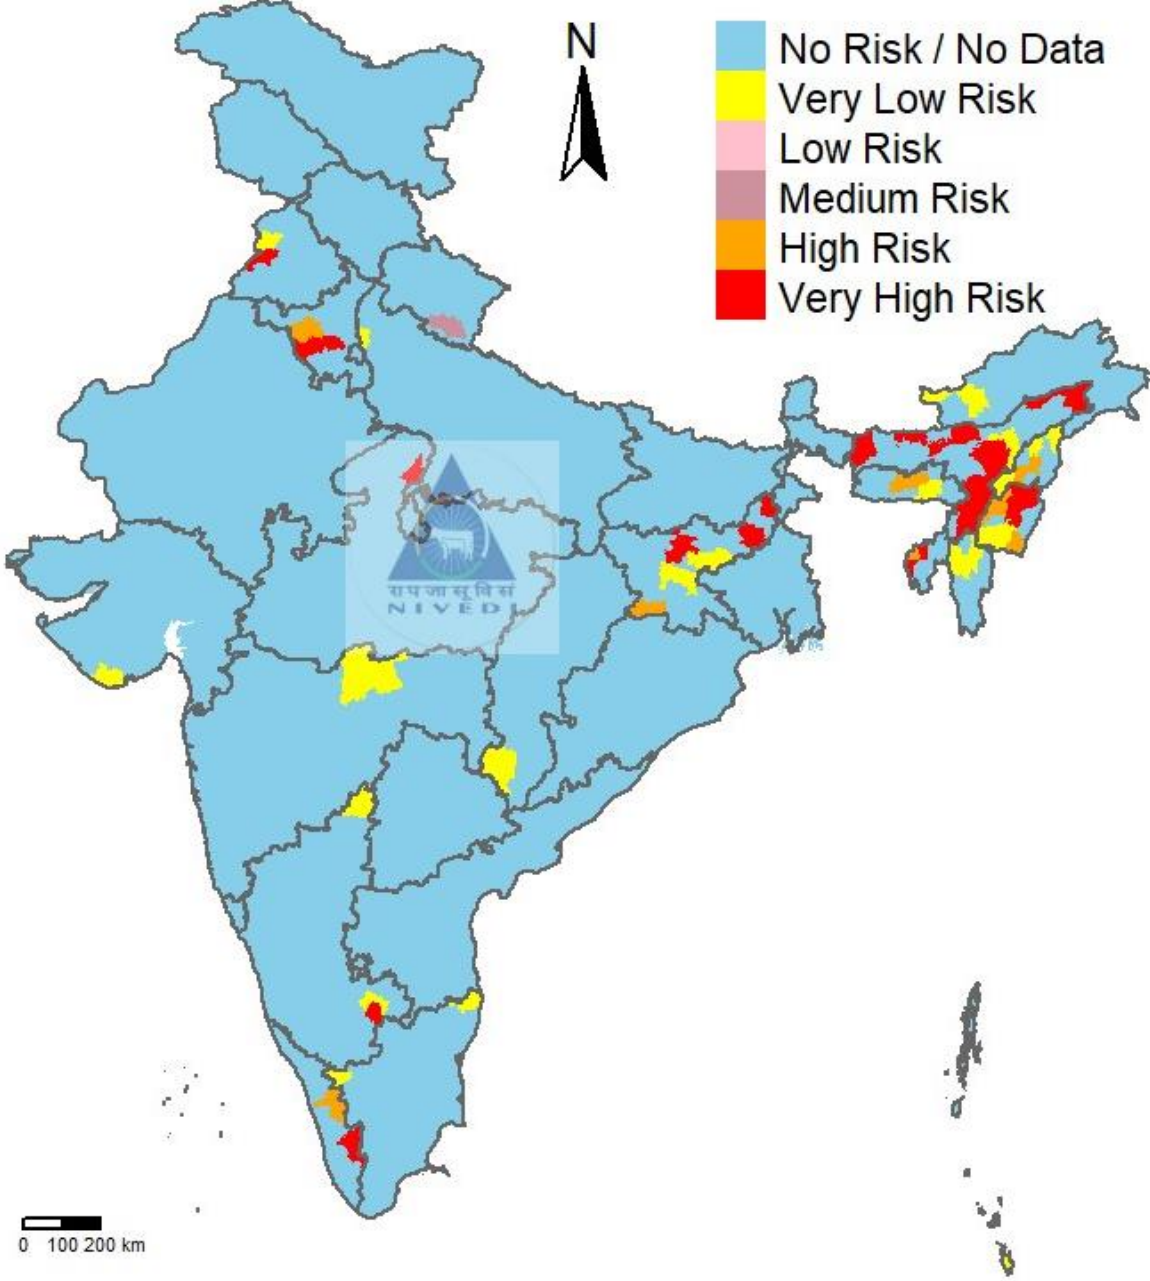 N
No Risk / No Data
Very Low Risk
Low Risk
Medium Risk
High Risk
Very High Risk
रापजासूविसं
NIVEDI
0 100 200 km